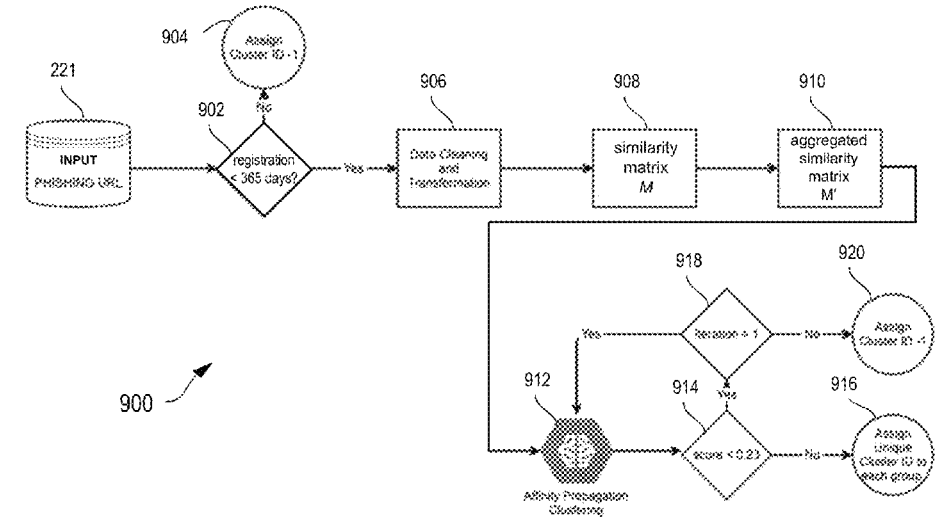 904
Assign
Cluster ID -1
221
902
No
906
908
910
INPUT
PHISHING URL
registration
< 365 days?
Yes
Data Cleaning
and
Transformation
similarity
matrix
M
aggregated
similarity
matrix
M'
918
920
Yes
No
Assign
Cluster ID -1
900
912
914
Yes
916
score < 0.23
No
Assign
Unique
Cluster ID to
each group
Affinity Propagation
Clustering